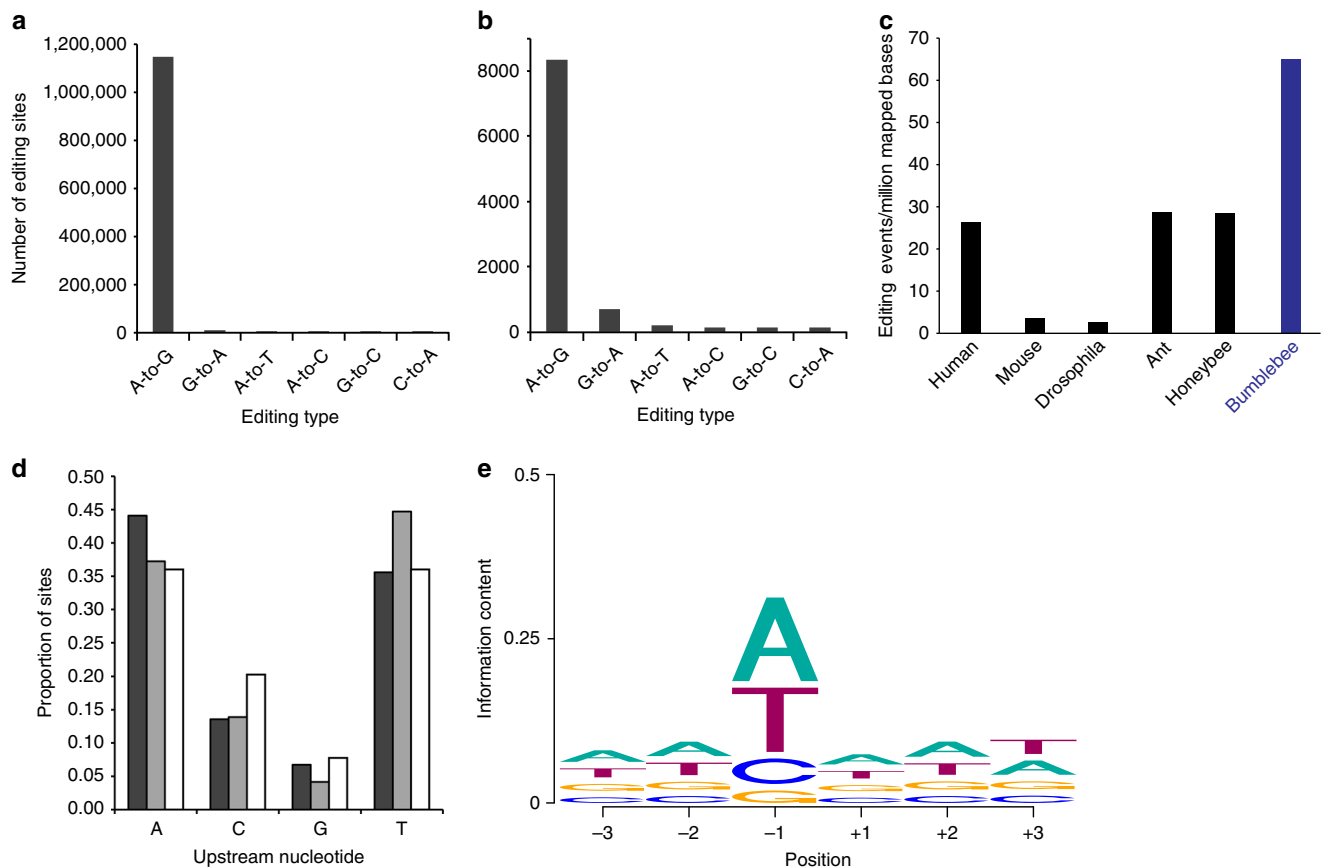 a
Number of editing sites
1,200,000
1,000,000
800,000
600,000
400,000
200,000
0
A-to-G
G-to-A
A-to-T
A-to-C
G-to-C
C-to-A
Editing type
b
8000
6000
4000
2000
0
A-to-G
G-to-A
A-to-T
A-to-C
G-to-C
C-to-A
Editing type
c
Editing events/million mapped bases
70
60
50
40
30
20
10
0
Human
Mouse
Drosophila
Ant
Honeybee
Bumblebee
d
Proportion of sites
0.50
0.45
0.40
0.35
0.30
0.25
0.20
0.15
0.10
0.05
0.00
A C G T
Upstream nucleotide
e
Information content
0.5
0.25
0
A A A A A T
T T T T T A
G G C G G G
C C G C C C
−3 −2 −1 +1 +2 +3
Position